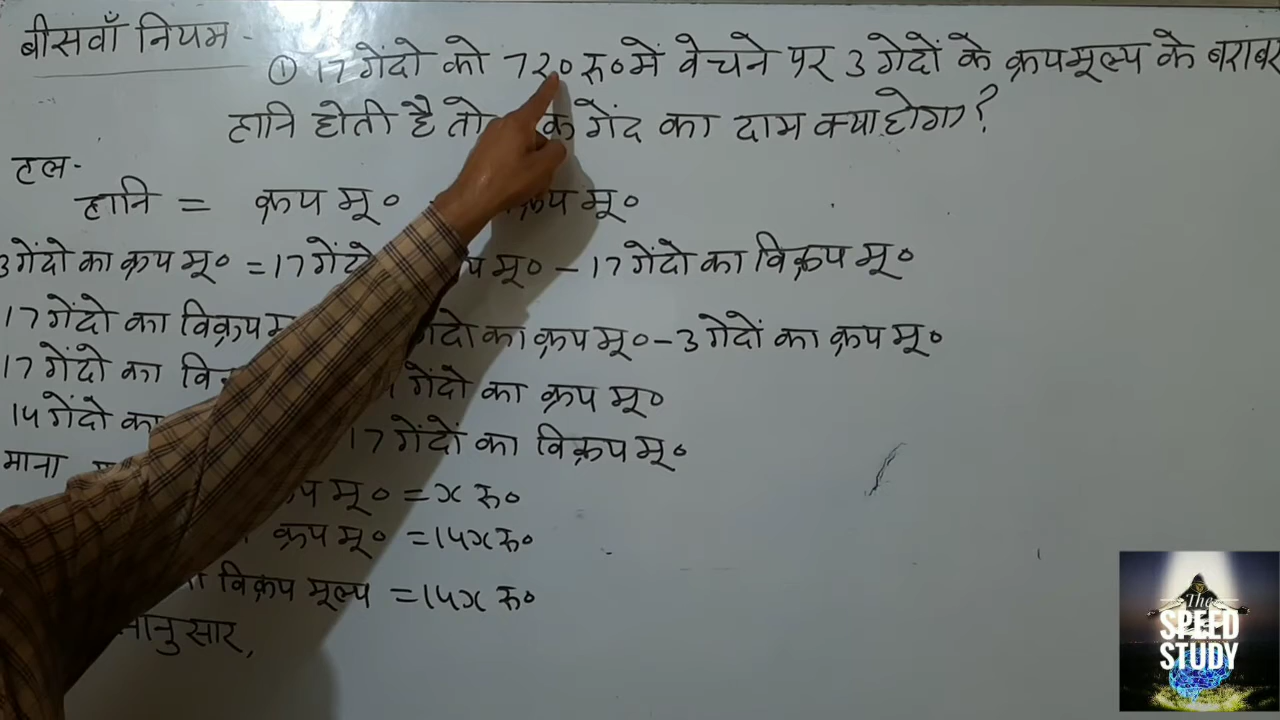 बीसवाँ नियम -
① 17 गेंदो को 720 रु० में बेचने पर 3 गेदों के क्रयमूल्य के बराबर
हानि होती है तो गेंद का दाम क्या होगा?
हल-
हानि = क्रय मू० मू०
3 गेंदो का क्रय मू० = 17 गेंदो मू० - 17 गेंदो का विक्रय मू०
17 गेंदो का विक्रय का क्रय मू० - 3 गेदों का क्रय मू०
17 गेंदो का गेंदो का क्रय मू०
14 गेंदो का 17 गेंदों का विक्रय मू०
माना मू० = x रु०
क्रय मू० = 14x रु०
विक्रय मूल्य = 14x रु०
The
SPEED
STUDY